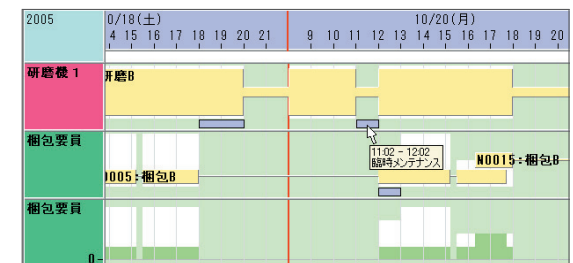 2005 0/18(土) 10/20(月)
4 15 16 17 18 19 20 21 9 10 11 12 13 14 15 16 17 18 19 20
研磨機1 研磨B
11:02 - 12:02
臨時メンテナンス
梱包要員
0005:梱包B N0015:梱包B
梱包要員
0